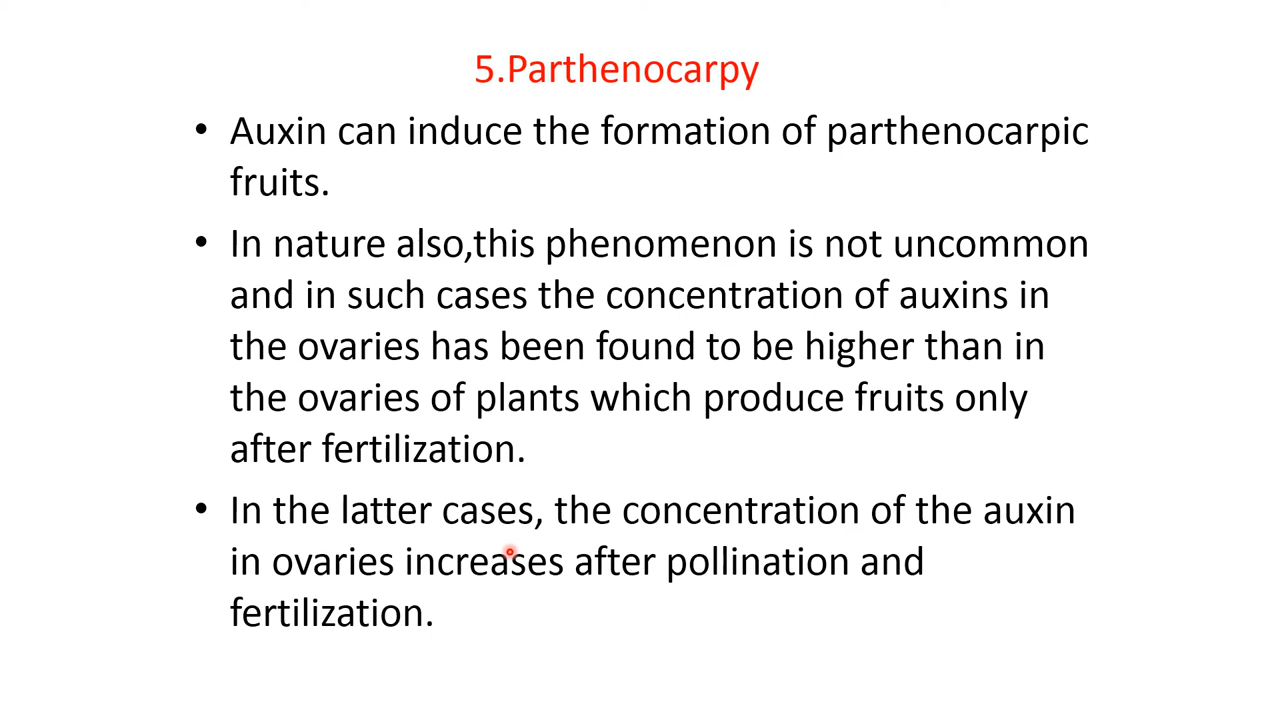 5.Parthenocarpy
• Auxin can induce the formation of parthenocarpic
fruits.
• In nature also,this phenomenon is not uncommon
and in such cases the concentration of auxins in
the ovaries has been found to be higher than in
the ovaries of plants which produce fruits only
after fertilization.
• In the latter cases, the concentration of the auxin
in ovaries increases after pollination and
fertilization.